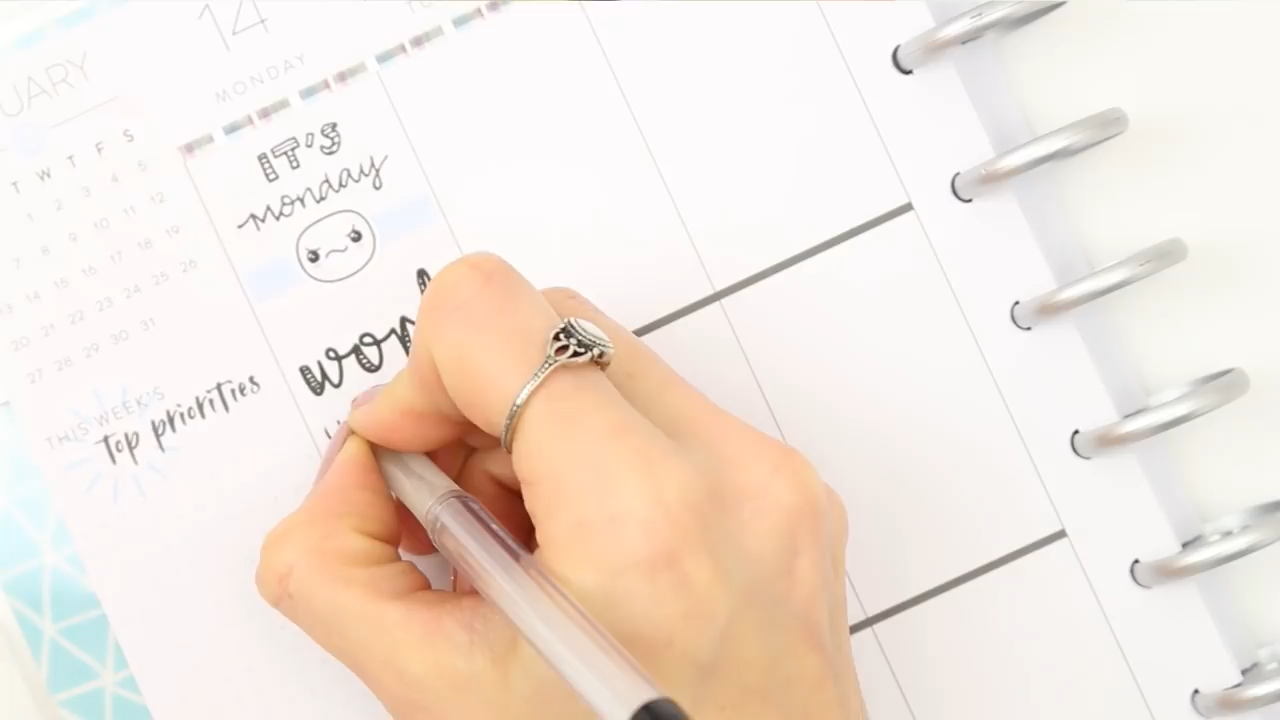 14
MONDAY
UARY
T W T F S
1 2 3 4 5
7 8 9 10 11 12
14 15 16 17 18 19
20 21 22 23 24 25 26
27 28 29 30 31
IT'S
monday
THIS WEEK'S
top priorities